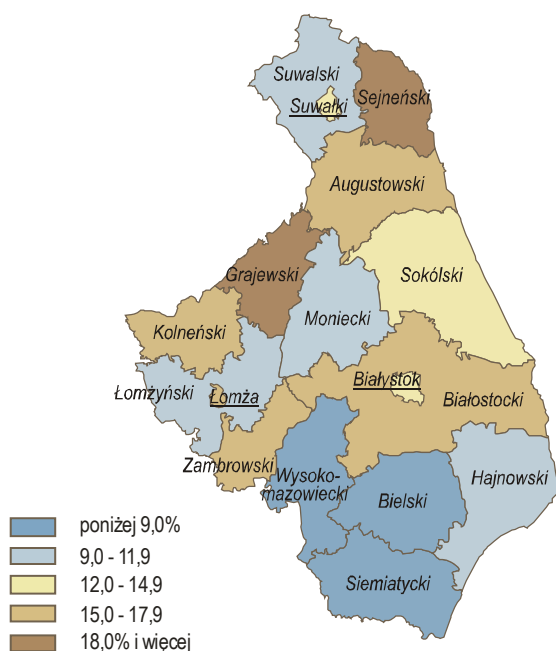 Suwalski
Suwałki
Sejneński
Augustowski
Grajewski
Sokólski
Moniecki
Kolneński
Łomżyński
Łomża
Białystok
Białostocki
Zambrowski
Wysoko-
mazowiecki
Bielski
Hajnowski
Siemiatycki
poniżej 9,0%
9,0 - 11,9
12,0 - 14,9
15,0 - 17,9
18,0% i więcej